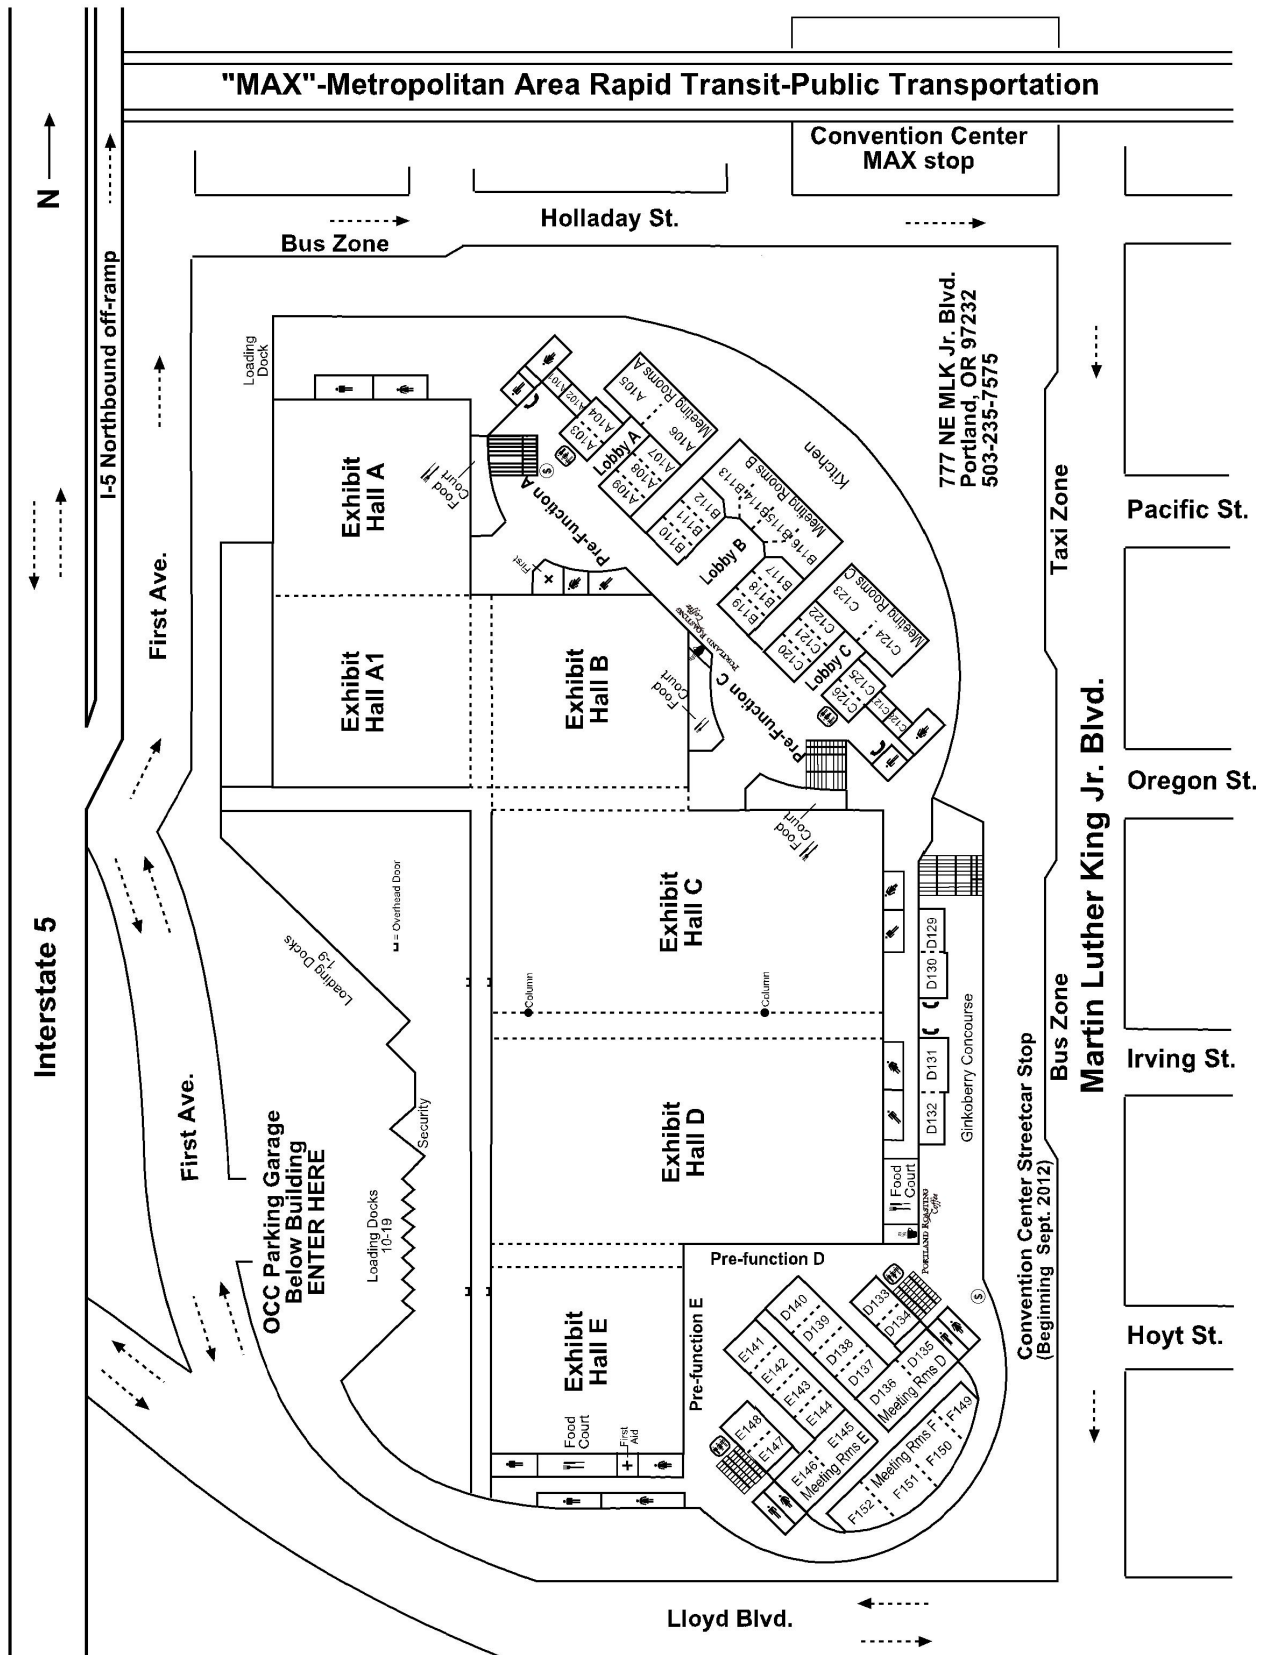 "MAX"-Metropolitan Area Rapid Transit-Public Transportation
Convention Center
MAX stop
N
I-5 Northbound off-ramp
Holladay St.
Bus Zone
777 NE MLK Jr. Blvd.
Portland, OR 97232
503-235-7575
Loading
Dock
Exhibit
Hall A
Food
Court
First
Pre-Function A
$
A101
A102
A103
A104
Lobby A
A105
Meeting Rooms A
A106
A107
A108
A109
Kitchen
B110
B111
B112
B113
B114
B115
B116
Meeting Rooms B
Lobby B
B117
B118
B119
C120
C121
C122
C123
Meeting Rooms C
C124
Lobby C
C125
C126
C128
First Ave.
Exhibit
Hall A1
Exhibit
Hall B
Portland Roasting
Coffee
Food
Court
Pre-Function C
Food
Court
Taxi Zone
Pacific St.
Oregon St.
Martin Luther King Jr. Blvd.
Interstate 5
= Overhead Door
Loading Docks
1-9
Exhibit
Hall C
Column
Column
D129
D130
D131
D132
Ginkoberry Concourse
Bus Zone
Irving St.
Convention Center Streetcar Stop
(Beginning Sept. 2012)
First Ave.
OCC Parking Garage
Below Building
ENTER HERE
Security
Loading Docks
10-19
Exhibit
Hall D
Food
Court
Portland Roasting
Coffee
Pre-function D
Pre-function E
Exhibit
Hall E
Food
Court
First
Aid
D133
D134
D135
D136
Meeting Rms D
D137
D138
D139
D140
E141
E142
E143
E144
E145
E146
Meeting Rms E
E147
E148
Meeting Rms F
F149
F150
F151
F152
$
Hoyt St.
Lloyd Blvd.